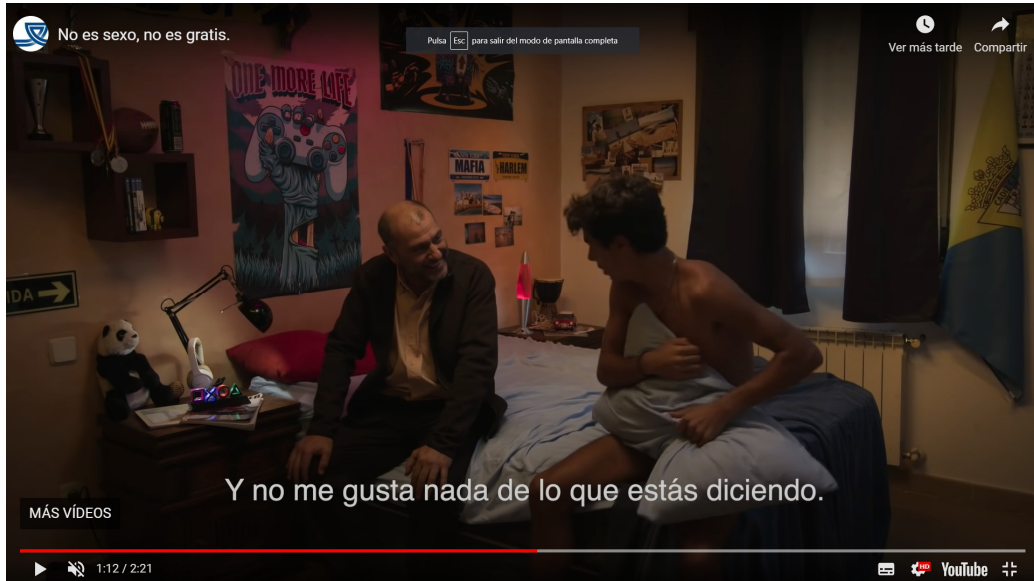 No es sexo, no es gratis.
Pulsa Esc para salir del modo de pantalla completa
Ver más tarde
Compartir
ONE MORE LIFE
MAFIA
HARLEM
IDA
Y no me gusta nada de lo que estás diciendo.
MÁS VÍDEOS
1:12 / 2:21
HD
YouTube